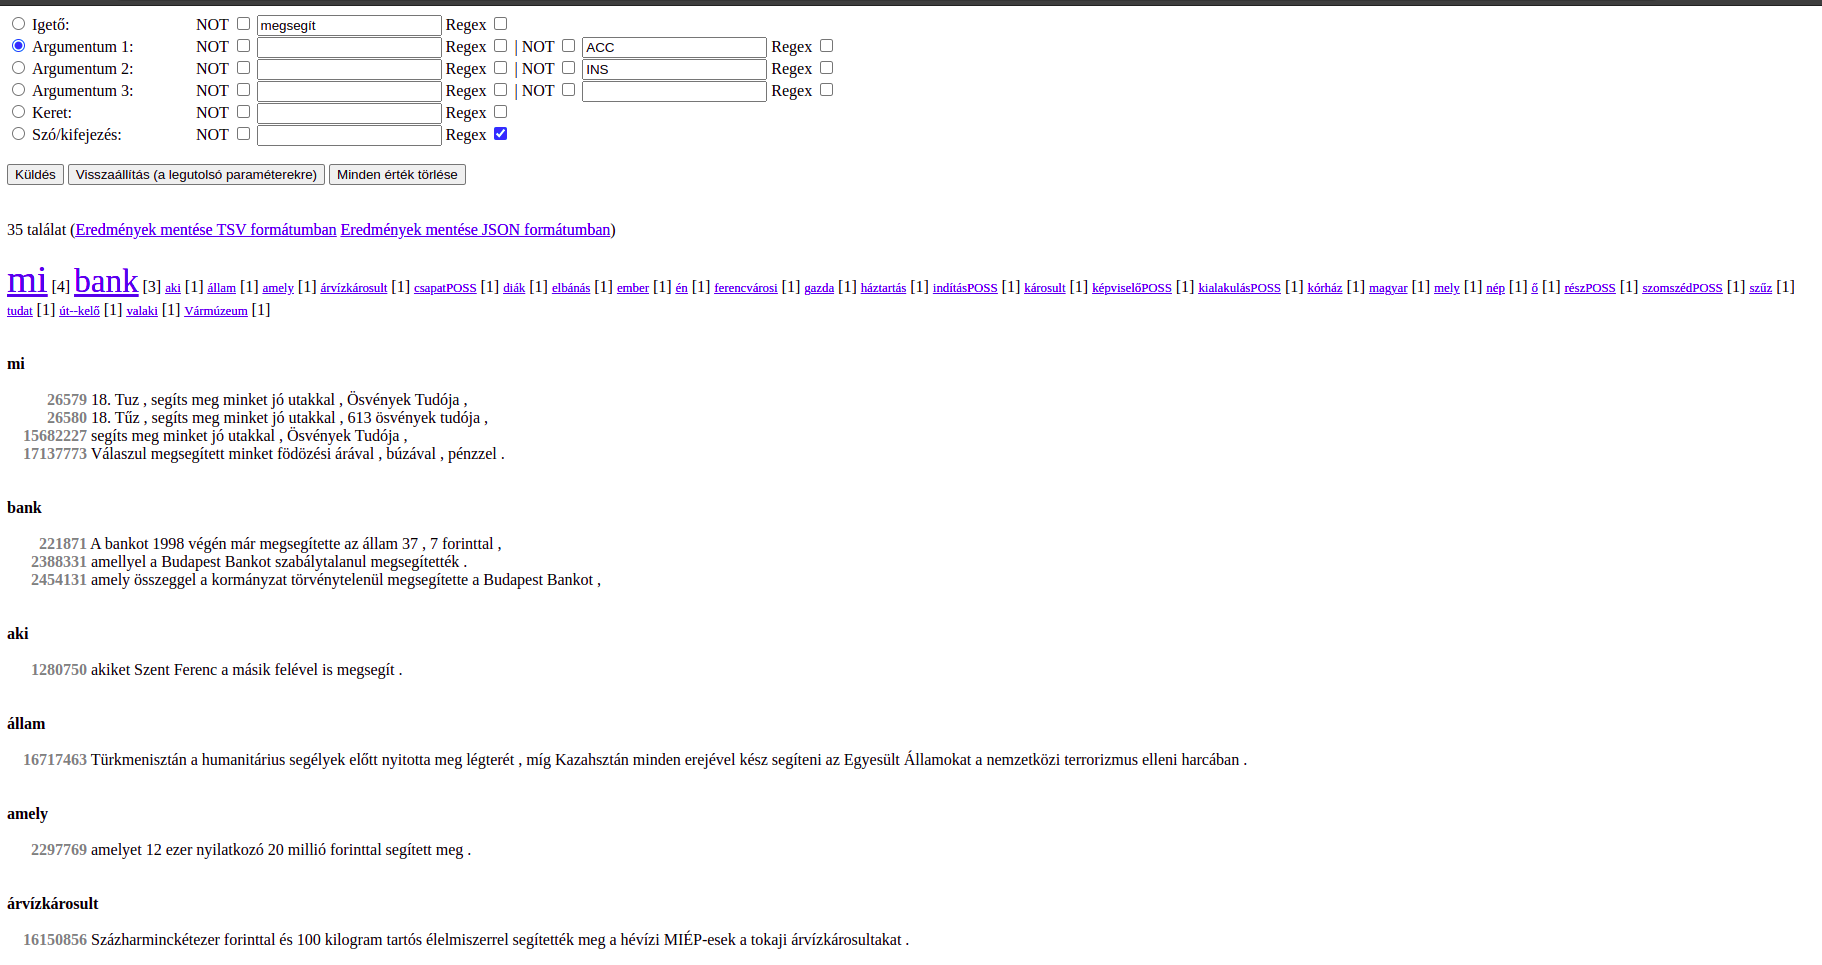 Igető: NOT megsegít Regex
Argumentum 1: NOT Regex | NOT ACC Regex
Argumentum 2: NOT Regex | NOT INS Regex
Argumentum 3: NOT Regex | NOT Regex
Keret: NOT Regex
Szó/kifejezés: NOT Regex
Küldés Visszaállítás (a legutolsó paraméterekre) Minden érték törlése
35 találat (Eredmények mentése TSV formátumban Eredmények mentése JSON formátumban)
mi [4] bank [3] aki [1] állam [1] amely [1] árvízkárosult [1] csapatPOSS [1] diák [1] elbánás [1] ember [1] én [1] ferencvárosi [1] gazda [1] háztartás [1] indításPOSS [1] károsult [1] képviselőPOSS [1] kialakulásPOSS [1] kórház [1] magyar [1] mely [1] nép [1] ő [1] részPOSS [1] szomszédPOSS [1] szűz [1]
tudat [1] út--kelő [1] valaki [1] Vármúzeum [1]
mi
26579 18. Tuz , segíts meg minket jó utakkal , Ösvények Tudója ,
26580 18. Tűz , segíts meg minket jó utakkal , 613 ösvények tudója ,
15682227 segíts meg minket jó utakkal , Ösvények Tudója ,
17137773 Válaszul megsegített minket födözési árával , búzával , pénzzel .
bank
221871 A bankot 1998 végén már megsegítette az állam 37 , 7 forinttal ,
2388331 amellyel a Budapest Bankot szabálytalanul megsegítették .
2454131 amely összeggel a kormányzat törvénytelenül megsegítette a Budapest Bankot ,
aki
1280750 akiket Szent Ferenc a másik felével is megsegít .
állam
16717463 Türkmenisztán a humanitárius segélyek előtt nyitotta meg légterét , míg Kazahsztán minden erejével kész segíteni az Egyesült Államokat a nemzetközi terrorizmus elleni harcában .
amely
2297769 amelyet 12 ezer nyilatkozó 20 millió forinttal segített meg .
árvízkárosult
16150856 Százharminckétezer forinttal és 100 kilogram tartós élelmiszerrel segítették meg a hévízi MIÉP-esek a tokaji árvízkárosultakat .